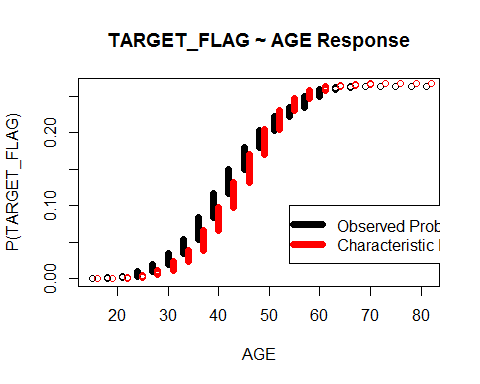 TARGET_FLAG ~ AGE Response
P(TARGET_FLAG)
0.20
0.10
0.00
Observed Prob
Characteristic
20 30 40 50 60 70 80
AGE